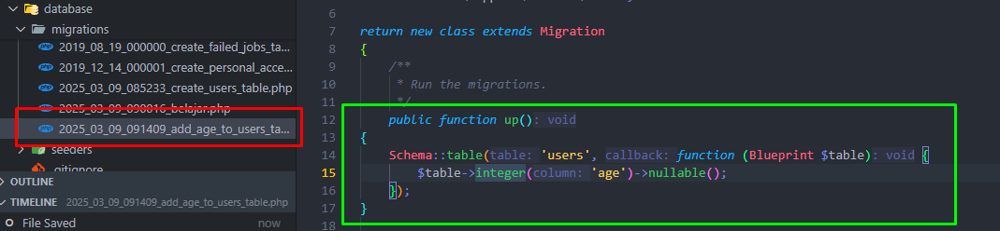 database
migrations
2019_08_19_000000_create_failed_jobs_ta...
2019_12_14_000001_create_personal_acce...
2025_03_09_085233_create_users_table.php
2025_03_09_090016_belajar.php
2025_03_09_091409_add_age_to_users_ta...
seeders
.gitignore
OUTLINE
TIMELINE 2025_03_09_091409_add_age_to_users_table.php
File Saved now
6
7 return new class extends Migration
8 {
9 /**
10 * Run the migrations.
11 */
12 public function up(): void
13 {
14 Schema::table(table: 'users', callback: function (Blueprint $table): void {
15 $table->integer(column: 'age')->nullable();
16 });
17 }
18